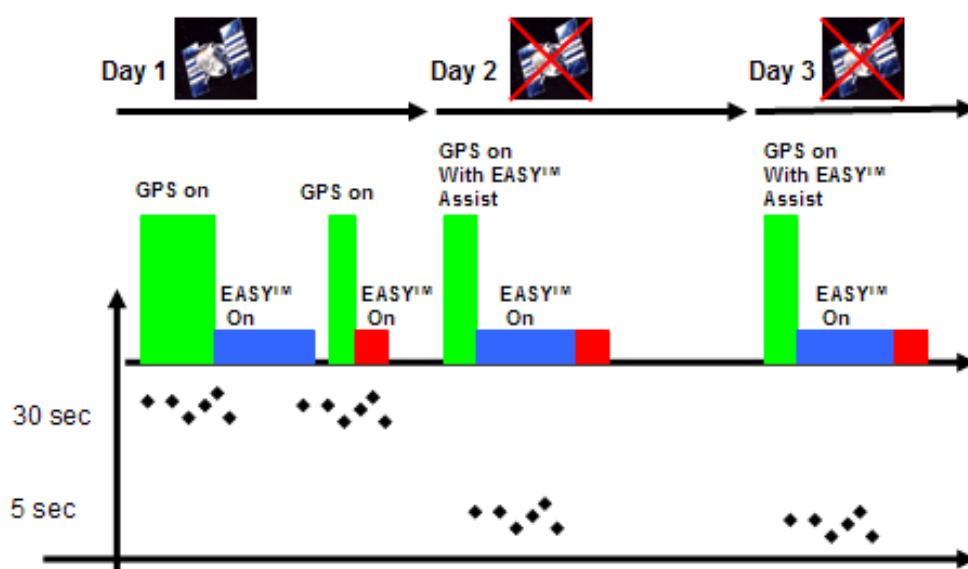 Day 1
Day 2
Day 3
GPS on
GPS on
GPS on
With EASY™
Assist
GPS on
With EASY™
Assist
EASY™
On
EASY™
On
EASY™
On
EASY™
On
30 sec
5 sec